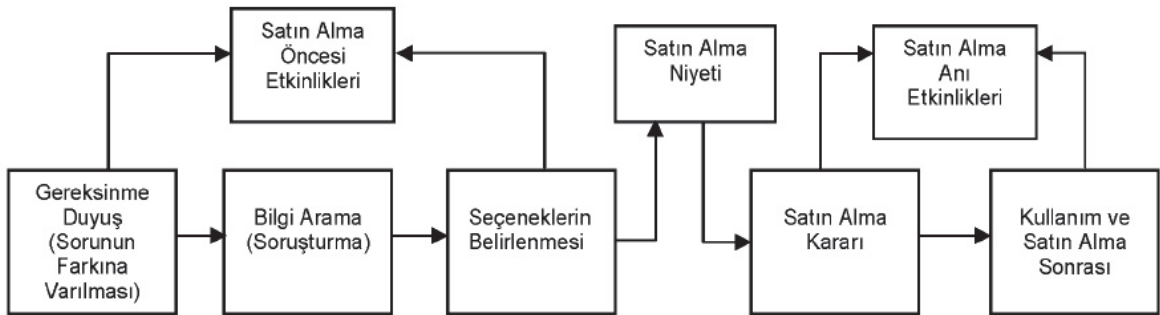 Satın Alma
Öncesi
Etkinlikleri
Satın Alma
Niyeti
Satın Alma
Anı
Etkinlikleri
Gereksinme
Duyuş
(Sorunun
Farkına
Varılması)
Bilgi Arama
(Soruşturma)
Seçeneklerin
Belirlenmesi
Satın Alma
Kararı
Kullanım ve
Satın Alma
Sonrası